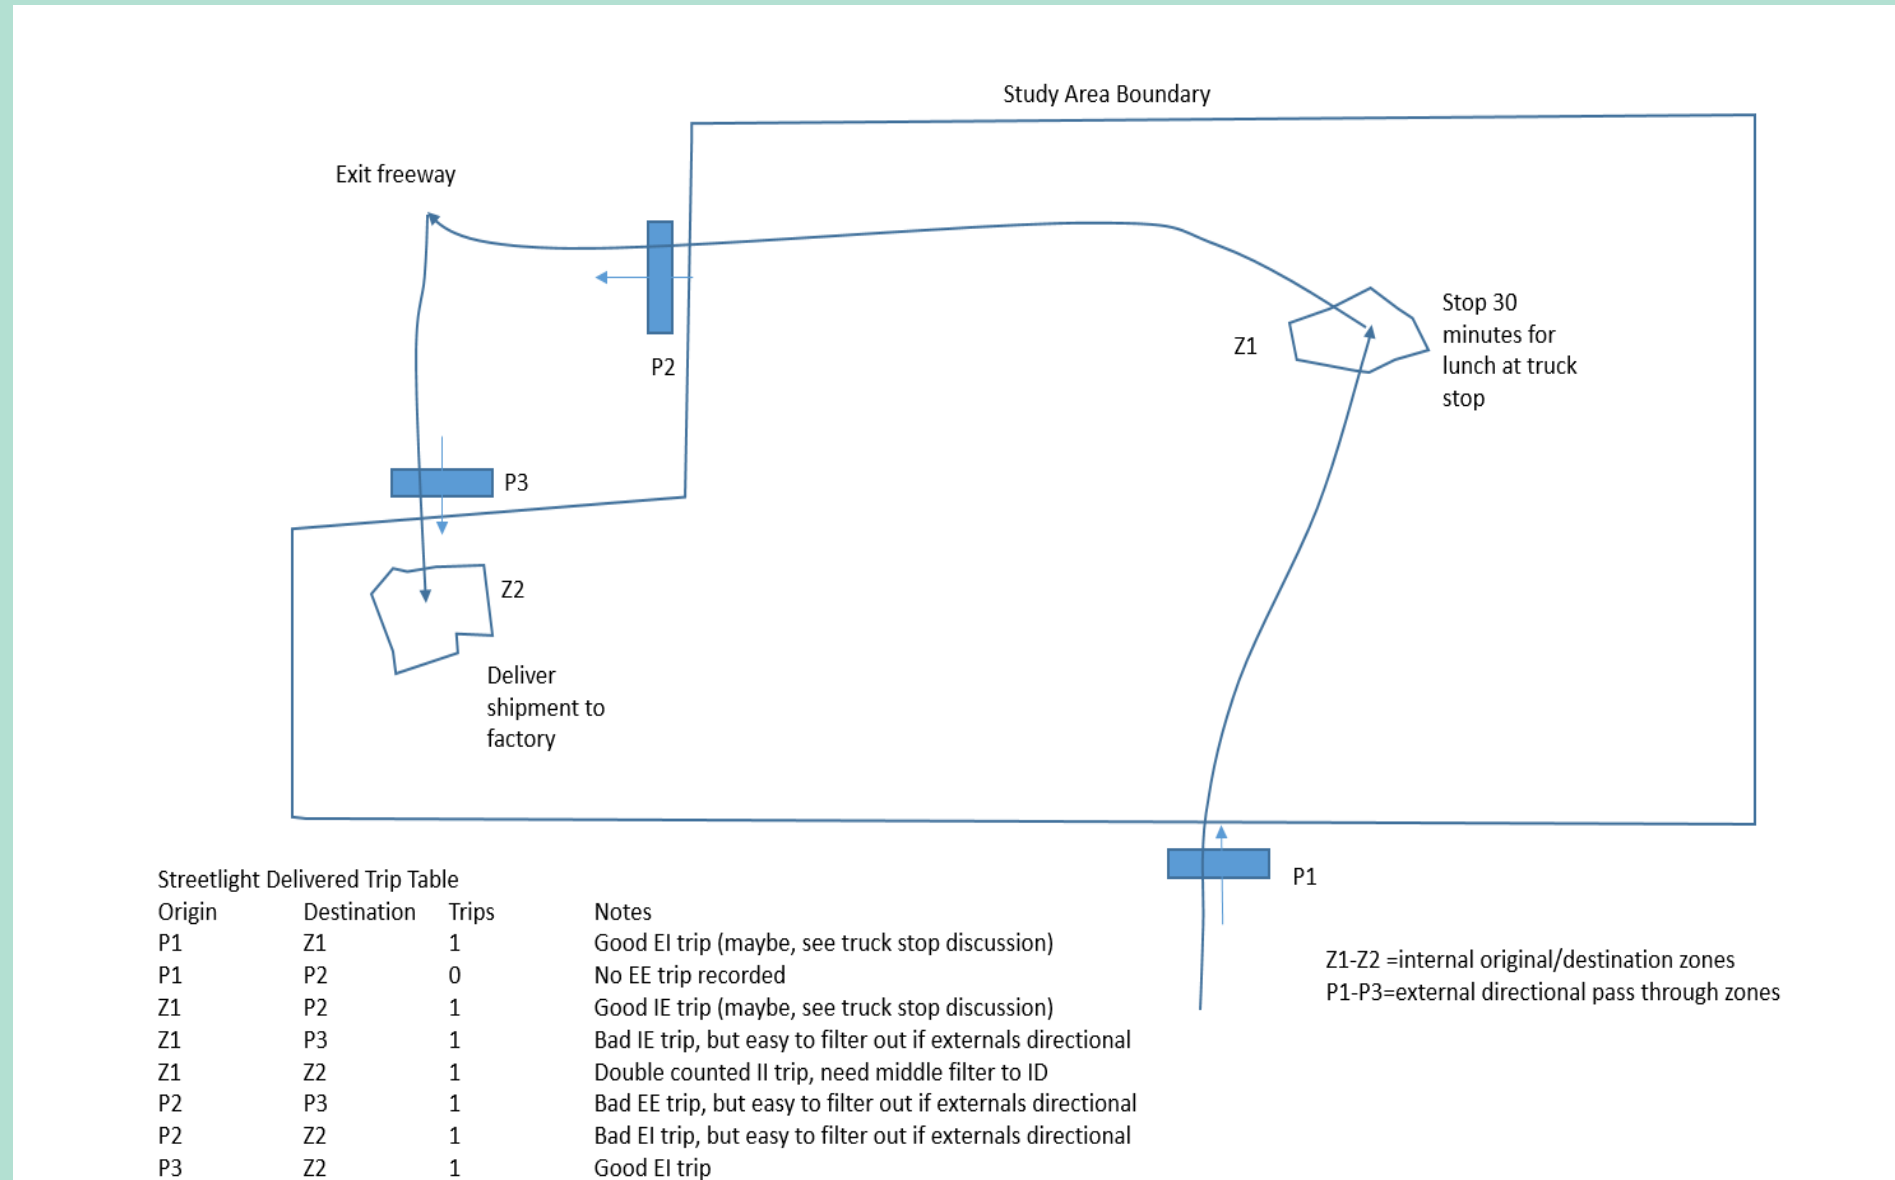 Study Area Boundary
Exit freeway
P2
Z1
Stop 30
minutes for
lunch at truck
stop
P3
Z2
Deliver
shipment to
factory
P1
Streetlight Delivered Trip Table
Origin Destination Trips Notes
P1 Z1 1 Good EI trip (maybe, see truck stop discussion)
P1 P2 0 No EE trip recorded
Z1 P2 1 Good IE trip (maybe, see truck stop discussion)
Z1 P3 1 Bad IE trip, but easy to filter out if externals directional
Z1 Z2 1 Double counted II trip, need middle filter to ID
P2 P3 1 Bad EE trip, but easy to filter out if externals directional
P2 Z2 1 Bad EI trip, but easy to filter out if externals directional
P3 Z2 1 Good EI trip
Z1-Z2 =internal original/destination zones
P1-P3=external directional pass through zones